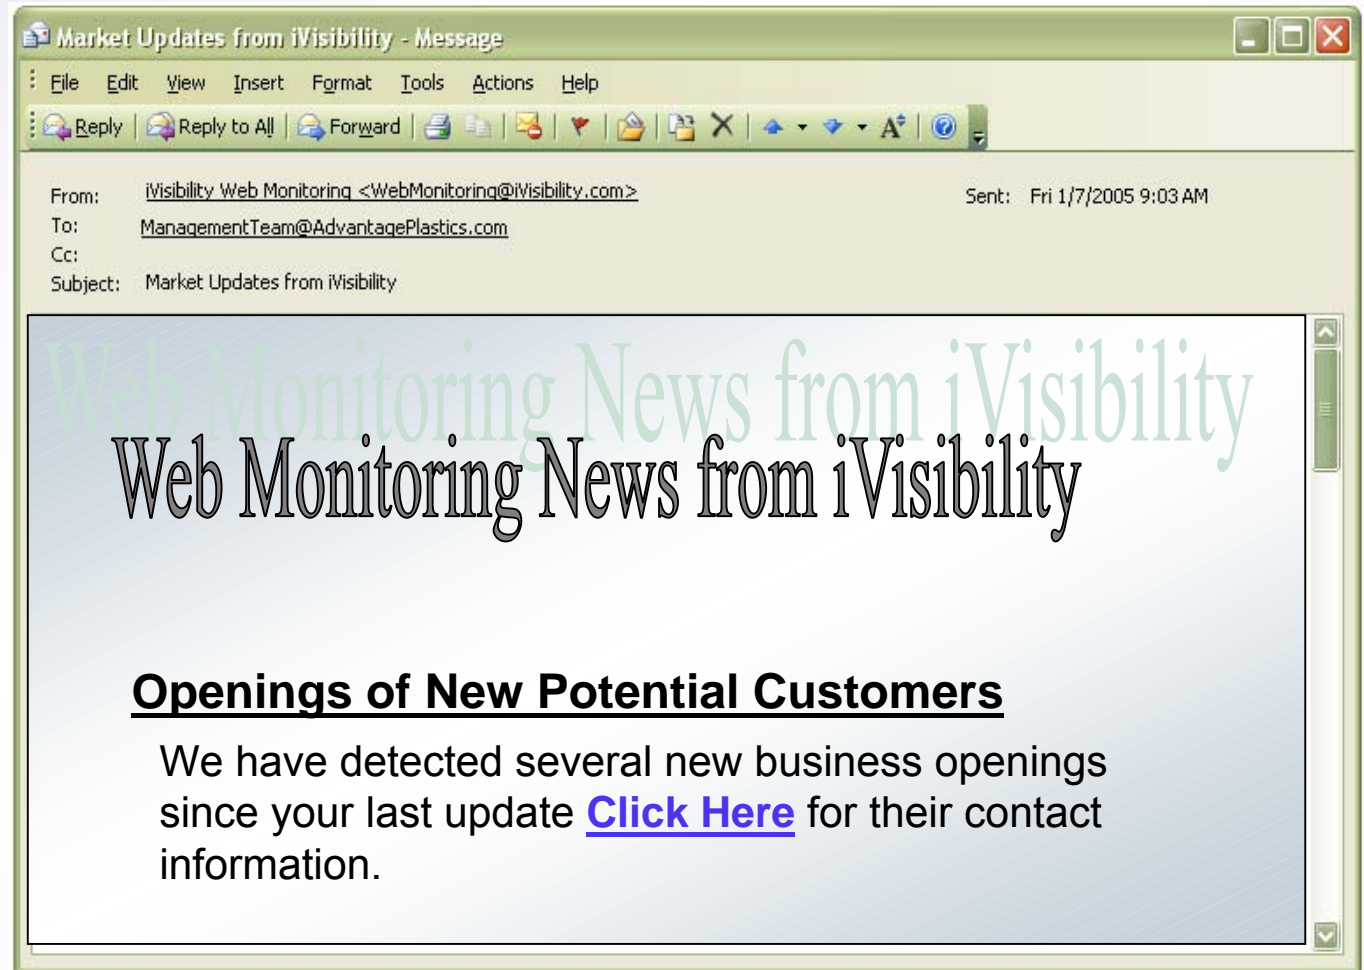 Market Updates from iVisibility - Message
File Edit View Insert Format Tools Actions Help
Reply Reply to All Forward
From: iVisibility Web Monitoring <WebMonitoring@iVisibility.com> Sent: Fri 1/7/2005 9:03 AM
To: ManagementTeam@AdvantagePlastics.com
Cc:
Subject: Market Updates from iVisibility
Web Monitoring News from iVisibility
Web Monitoring News from iVisibility
Openings of New Potential Customers
We have detected several new business openings
since your last update Click Here for their contact
information.